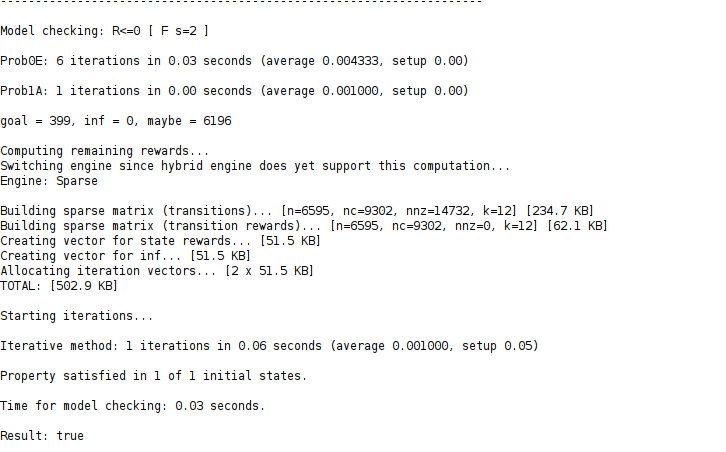 --------------------------------------------------------------------
Model checking: R<=0 [ F s=2 ]
Prob0E: 6 iterations in 0.03 seconds (average 0.004333, setup 0.00)
Prob1A: 1 iterations in 0.00 seconds (average 0.001000, setup 0.00)
goal = 399, inf = 0, maybe = 6196
Computing remaining rewards...
Switching engine since hybrid engine does yet support this computation...
Engine: Sparse
Building sparse matrix (transitions)... [n=6595, nc=9302, nnz=14732, k=12] [234.7 KB]
Building sparse matrix (transition rewards)... [n=6595, nc=9302, nnz=0, k=12] [62.1 KB]
Creating vector for state rewards... [51.5 KB]
Creating vector for inf... [51.5 KB]
Allocating iteration vectors... [2 x 51.5 KB]
TOTAL: [502.9 KB]
Starting iterations...
Iterative method: 1 iterations in 0.06 seconds (average 0.001000, setup 0.05)
Property satisfied in 1 of 1 initial states.
Time for model checking: 0.03 seconds.
Result: true